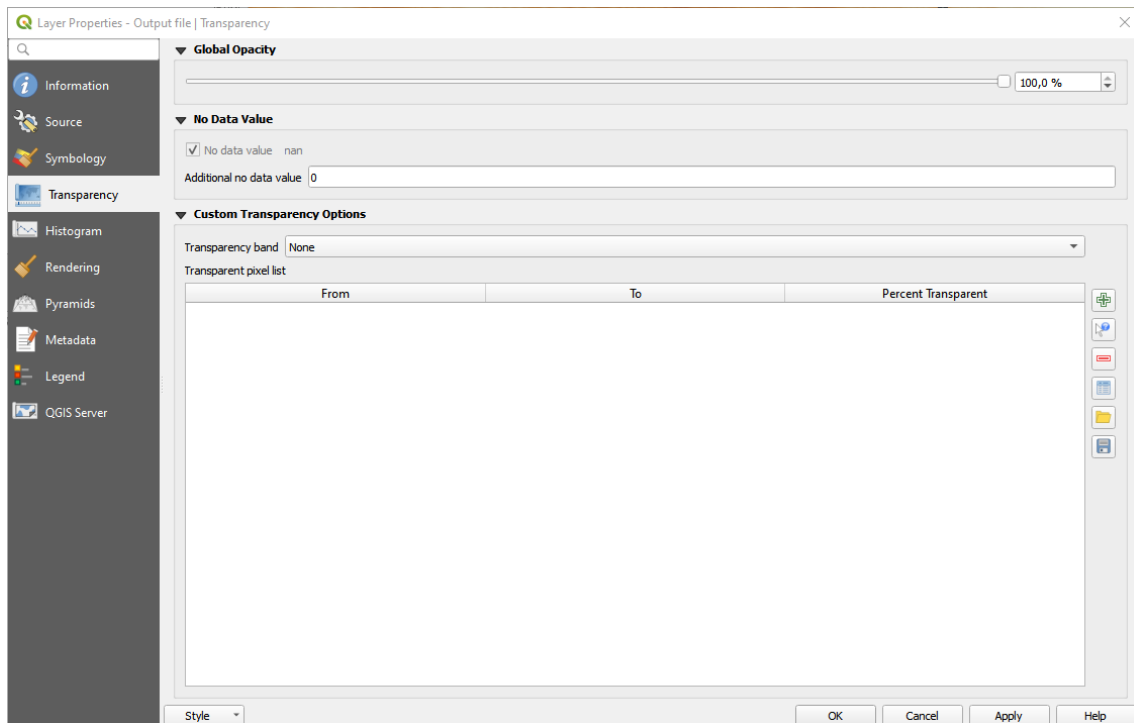 Layer Properties - Output file | Transparency
Information
Source
Symbology
Transparency
Histogram
Rendering
Pyramids
Metadata
Legend
QGIS Server
Global Opacity
100,0 %
No Data Value
No data value nan
Additional no data value 0
Custom Transparency Options
Transparency band None
Transparent pixel list
From To Percent Transparent
Style OK Cancel Apply Help